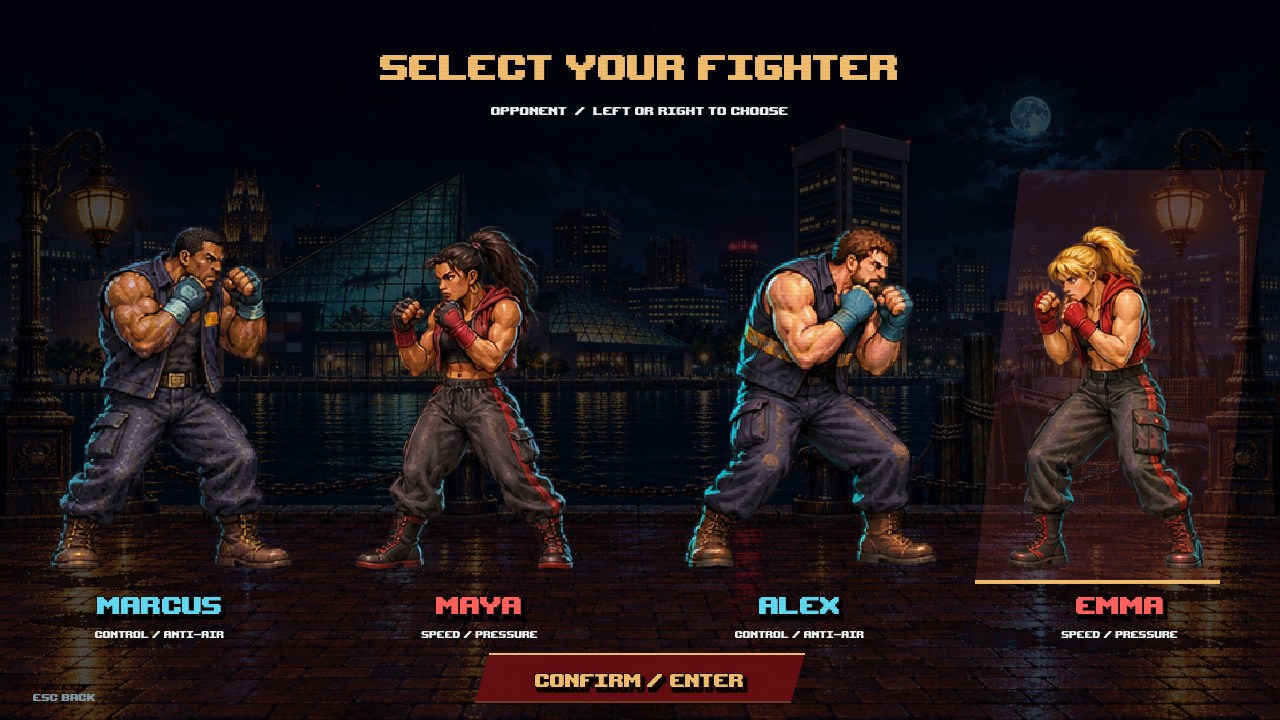 SELECT YOUR FIGHTER
OPPONENT / LEFT OR RIGHT TO CHOOSE
MARCUS
CONTROL / ANTI-AIR
MAYA
SPEED / PRESSURE
ALEX
CONTROL / ANTI-AIR
EMMA
SPEED / PRESSURE
CONFIRM / ENTER
ESC BACK